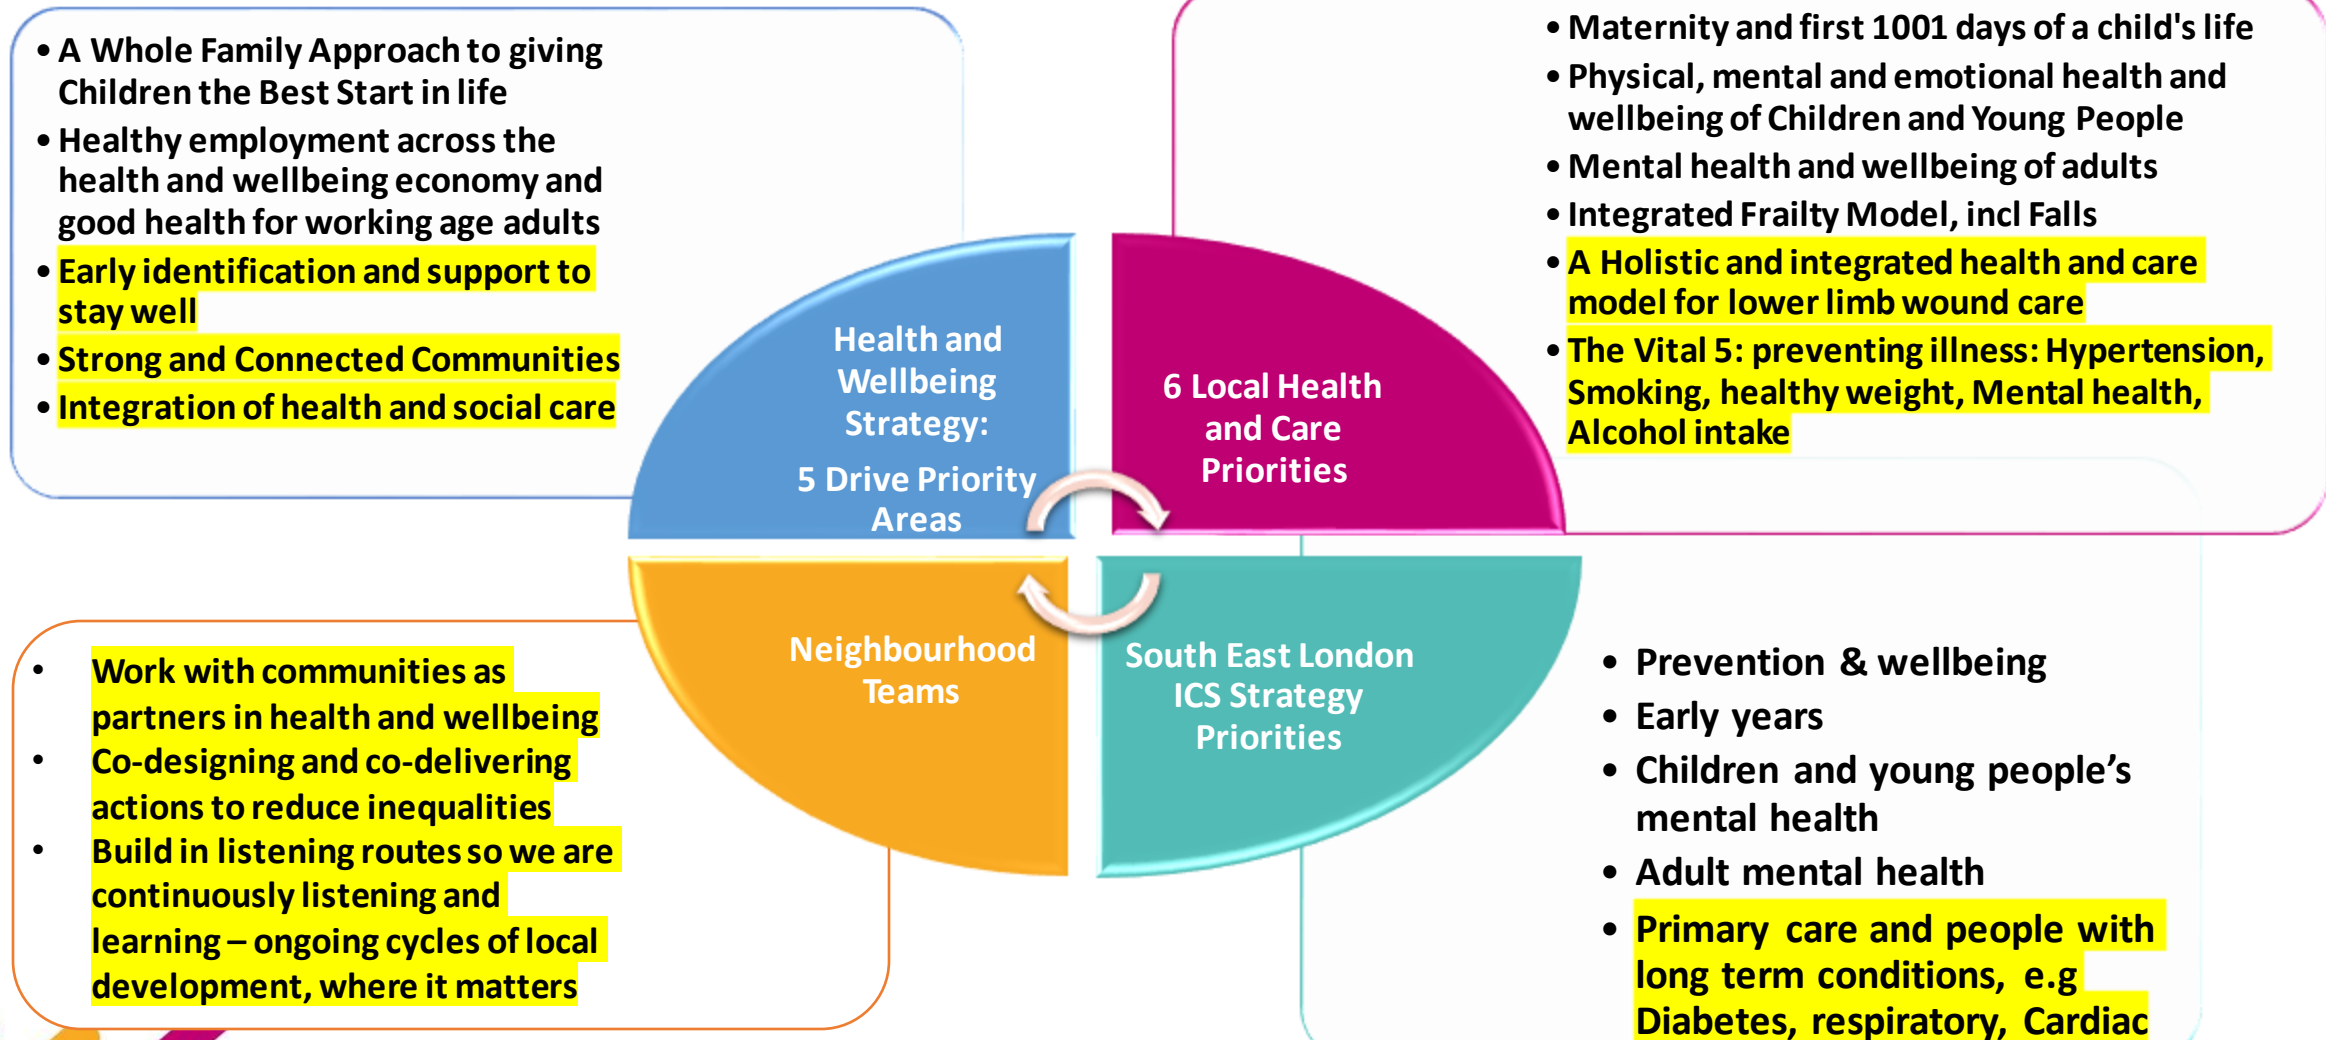 • A Whole Family Approach to giving
Children the Best Start in life
• Healthy employment across the
health and wellbeing economy and
good health for working age adults
• Early identification and support to
stay well
• Strong and Connected Communities
• Integration of health and social care
• Maternity and first 1001 days of a child's life
• Physical, mental and emotional health and
wellbeing of Children and Young People
• Mental health and wellbeing of adults
• Integrated Frailty Model, incl Falls
• A Holistic and integrated health and care
model for lower limb wound care
• The Vital 5: preventing illness: Hypertension,
Smoking, healthy weight, Mental health,
Alcohol intake
Health and
Wellbeing
Strategy:
5 Drive Priority
Areas
6 Local Health
and Care
Priorities
Neighbourhood
Teams
South East London
ICS Strategy
Priorities
• Work with communities as
partners in health and wellbeing
• Co-designing and co-delivering
actions to reduce inequalities
• Build in listening routes so we are
continuously listening and
learning – ongoing cycles of local
development, where it matters
• Prevention & wellbeing
• Early years
• Children and young people’s
mental health
• Adult mental health
• Primary care and people with
long term conditions, e.g
Diabetes, respiratory, Cardiac